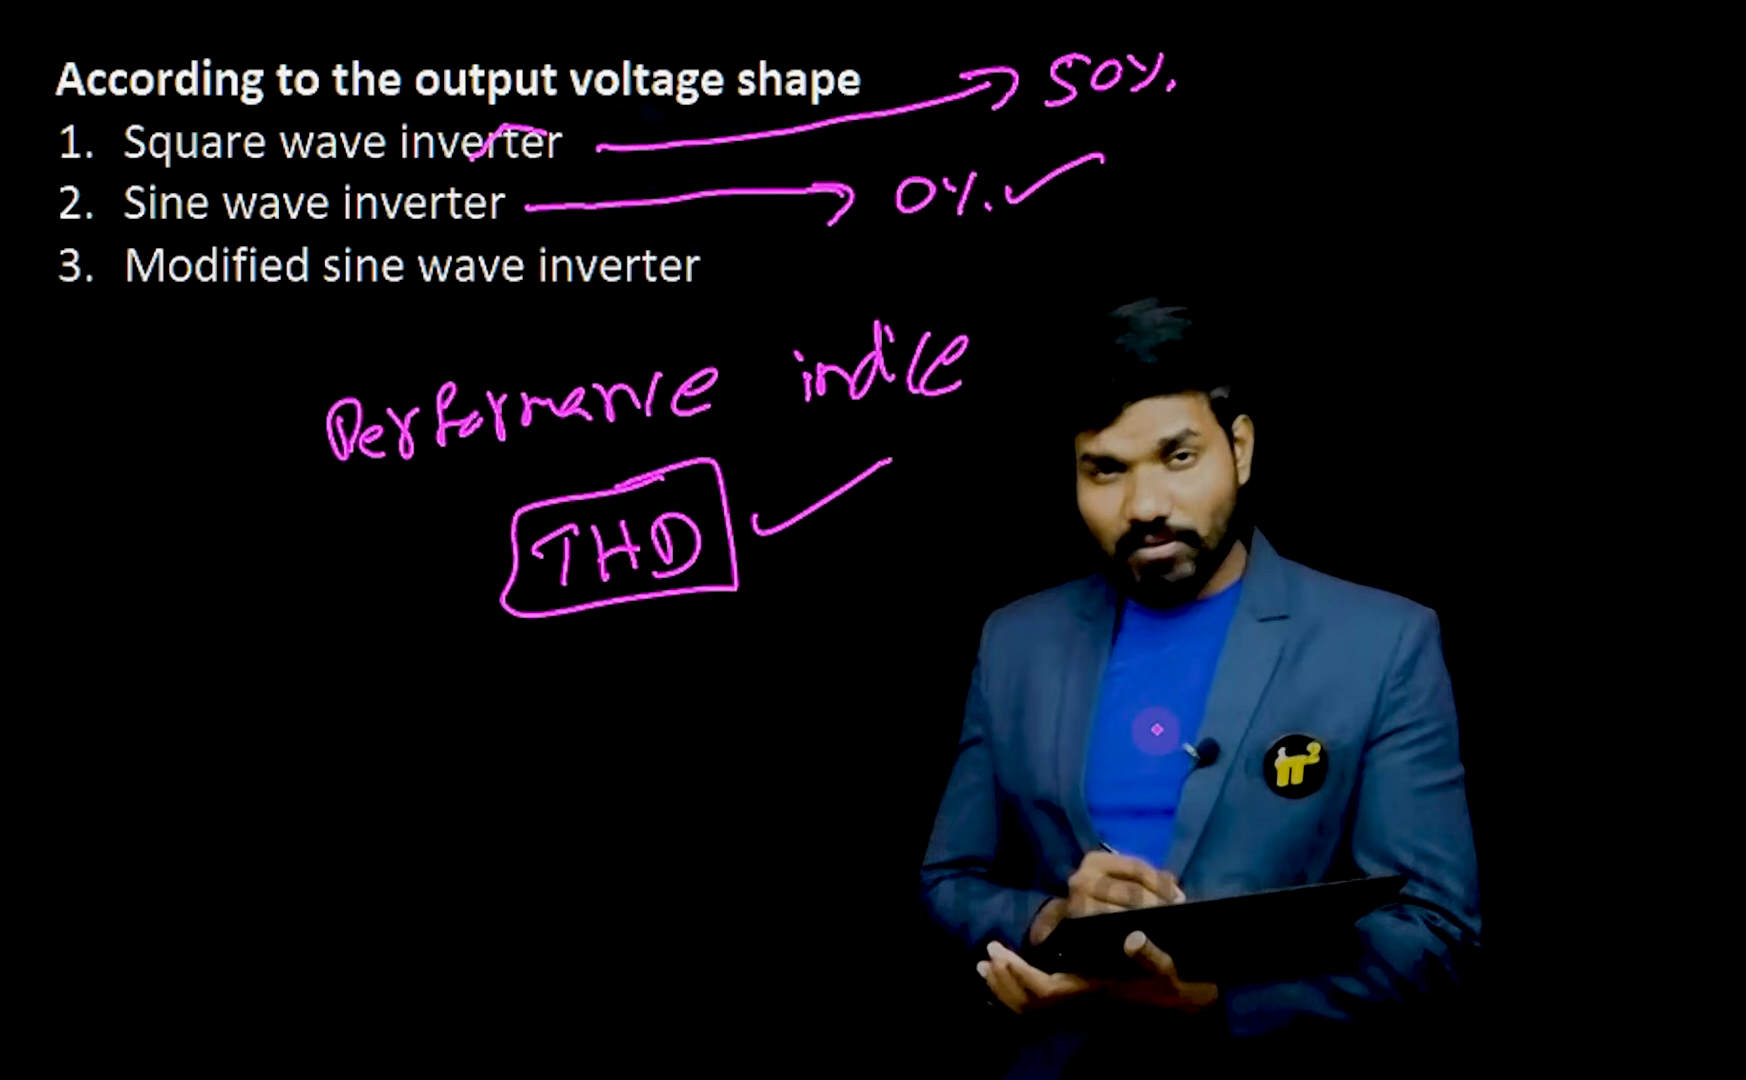 According to the output voltage shape
1. Square wave inverter → 50%.
2. Sine wave inverter → 0%. ✓
3. Modified sine wave inverter
Performance indice
THD ✓